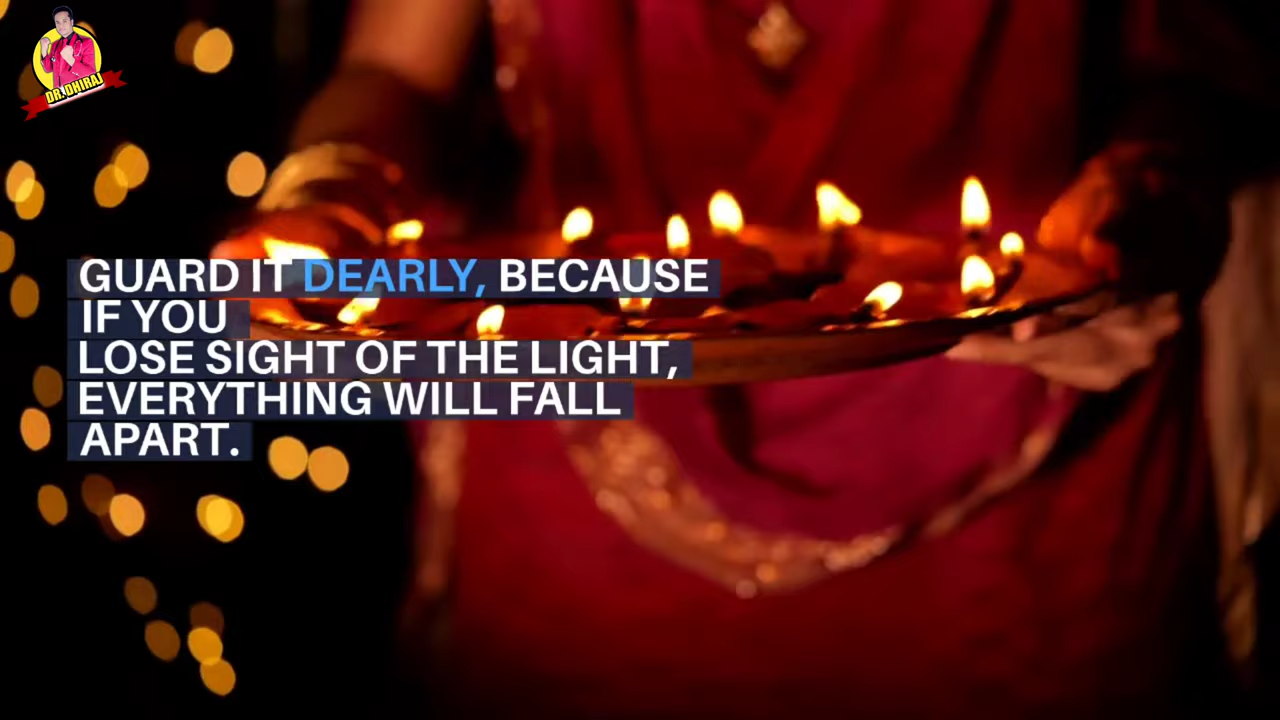 DR. DHIRAJ
GUARD IT DEARLY, BECAUSE
IF YOU
LOSE SIGHT OF THE LIGHT,
EVERYTHING WILL FALL
APART.